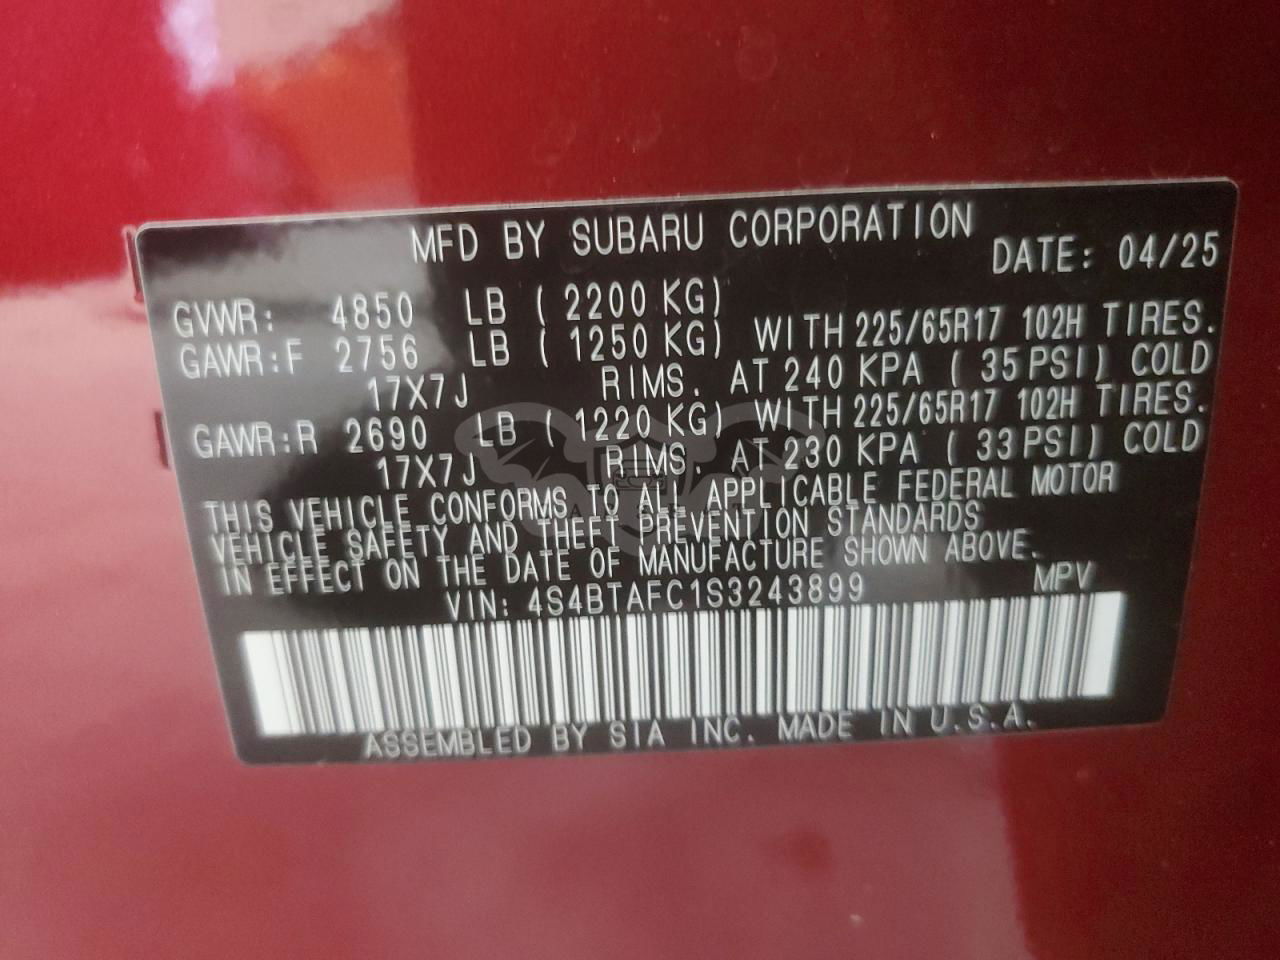 MFD BY SUBARU CORPORATION DATE: 04/25
GVWR: 4850 LB ( 2200 KG)
GAWR:F 2756 LB ( 1250 KG) WITH 225/65R17 102H TIRES.
17X7J RIMS. AT 240 KPA ( 35 PSI) COLD
GAWR:R 2690 LB ( 1220 KG) WITH 225/65R17 102H TIRES.
17X7J RIMS. AT 230 KPA ( 33 PSI) COLD
THIS VEHICLE CONFORMS TO ALL APPLICABLE FEDERAL MOTOR
VEHICLE SAFETY AND THEFT PREVENTION STANDARDS
IN EFFECT ON THE DATE OF MANUFACTURE SHOWN ABOVE.
VIN: 4S4BTAFC1S3243899 MPV
ASSEMBLED BY SIA INC. MADE IN U.S.A.